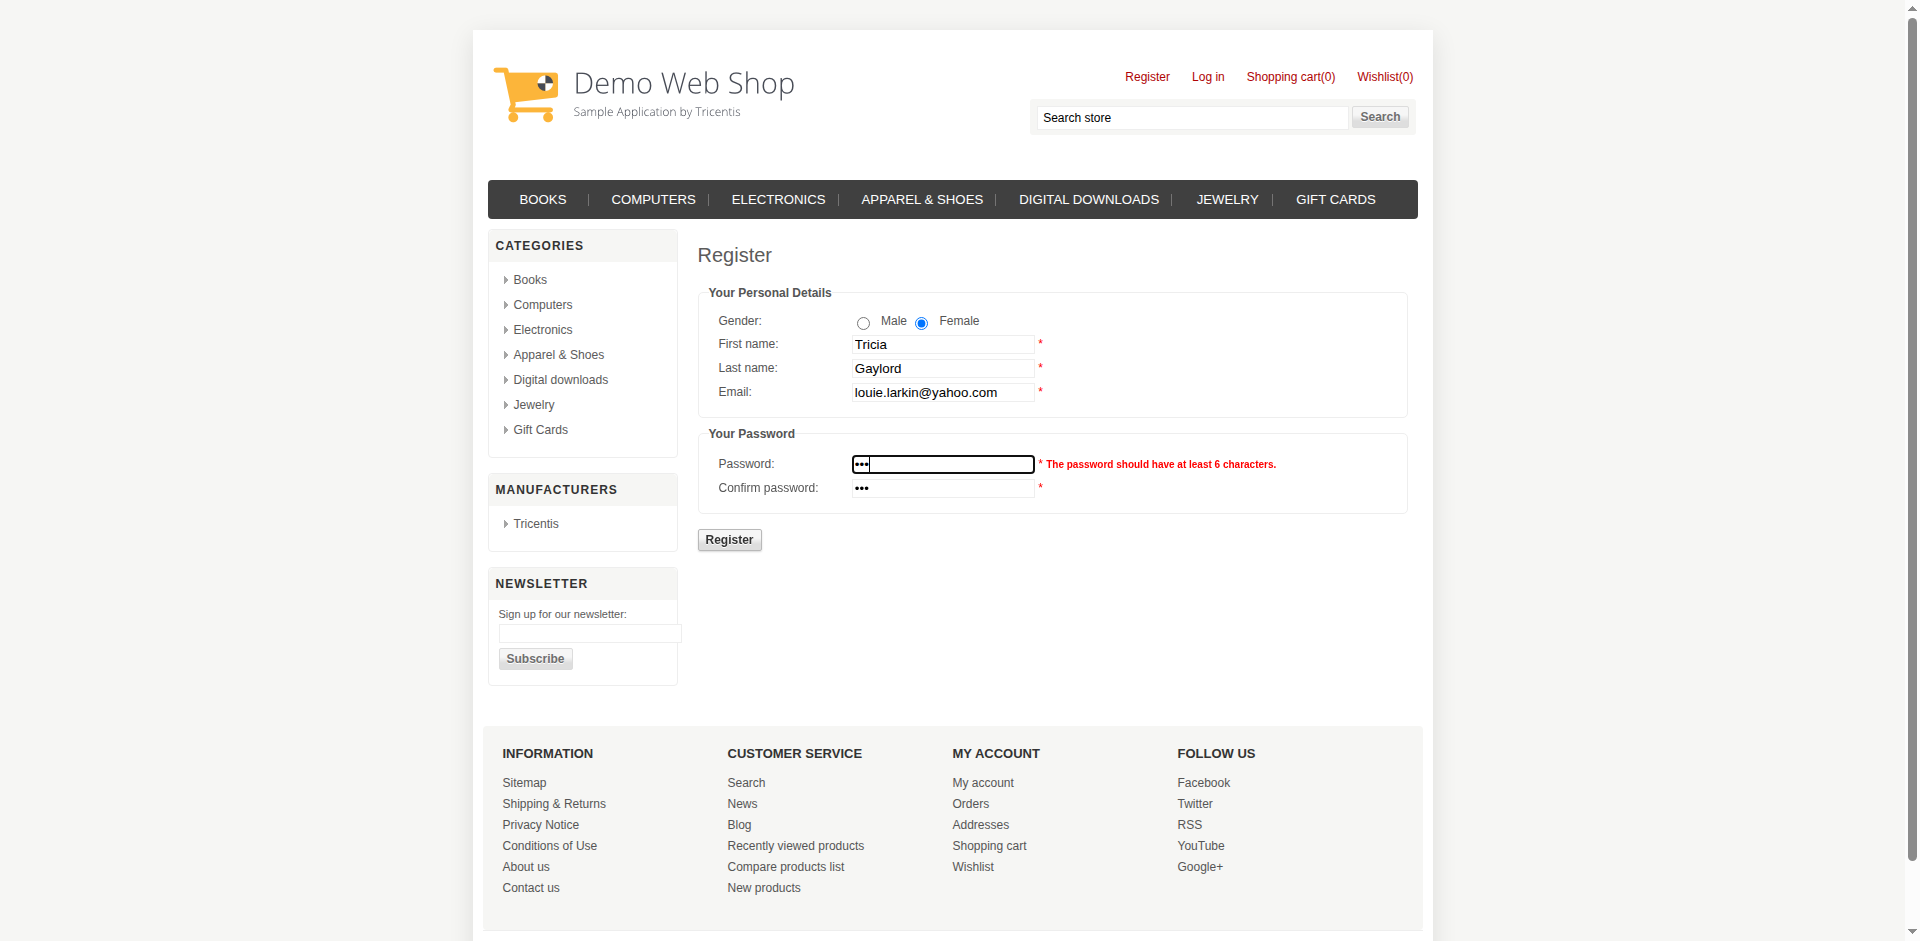 Demo Web Shop
Sample Application by Tricentis
Register Log in Shopping cart(0) Wishlist(0)
Search store Search
BOOKS COMPUTERS ELECTRONICS APPAREL & SHOES DIGITAL DOWNLOADS JEWELRY GIFT CARDS
CATEGORIES
Books
Computers
Electronics
Apparel & Shoes
Digital downloads
Jewelry
Gift Cards
MANUFACTURERS
Tricentis
NEWSLETTER
Sign up for our newsletter:
Subscribe
Register
Your Personal Details
Gender: Male Female
First name: Tricia *
Last name: Gaylord *
Email: louie.larkin@yahoo.com *
Your Password
Password: ••• * The password should have at least 6 characters.
Confirm password: ••• *
Register
INFORMATION
Sitemap
Shipping & Returns
Privacy Notice
Conditions of Use
About us
Contact us
CUSTOMER SERVICE
Search
News
Blog
Recently viewed products
Compare products list
New products
MY ACCOUNT
My account
Orders
Addresses
Shopping cart
Wishlist
FOLLOW US
Facebook
Twitter
RSS
YouTube
Google+